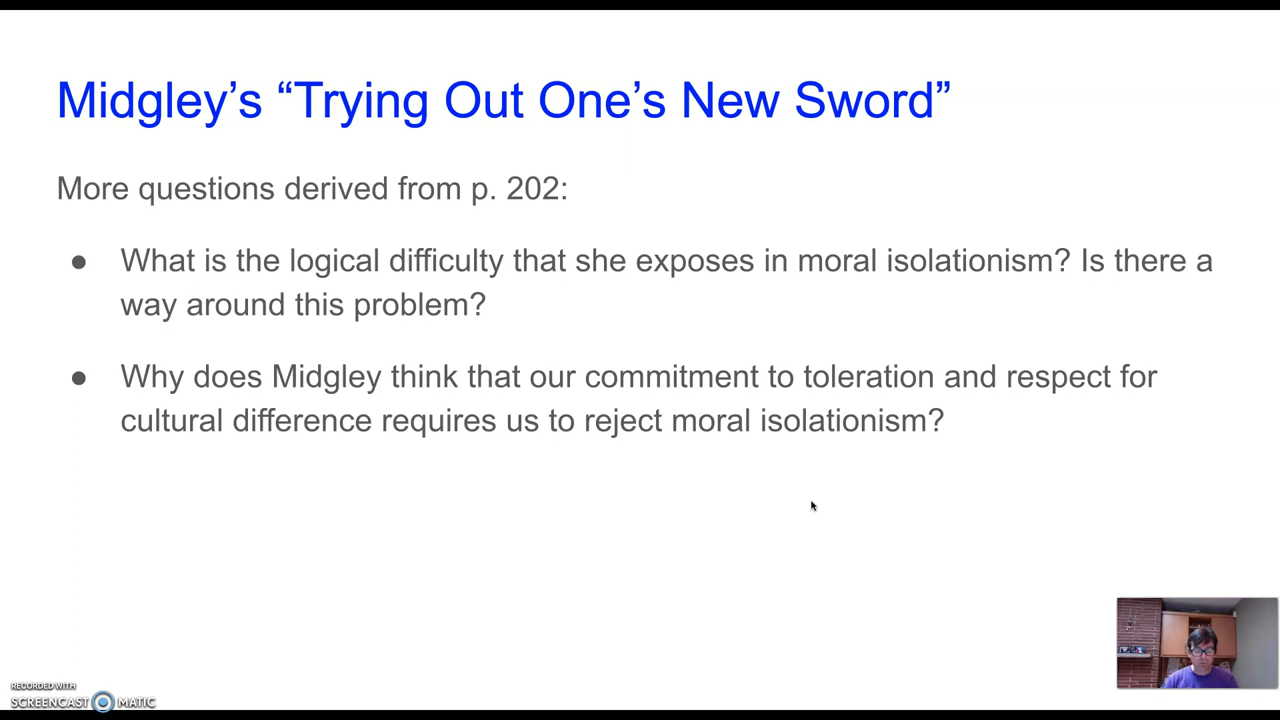 Midgley’s “Trying Out One’s New Sword”
More questions derived from p. 202:
● What is the logical difficulty that she exposes in moral isolationism? Is there a
way around this problem?
● Why does Midgley think that our commitment to toleration and respect for
cultural difference requires us to reject moral isolationism?
RECORDED WITH
SCREENCAST MATIC